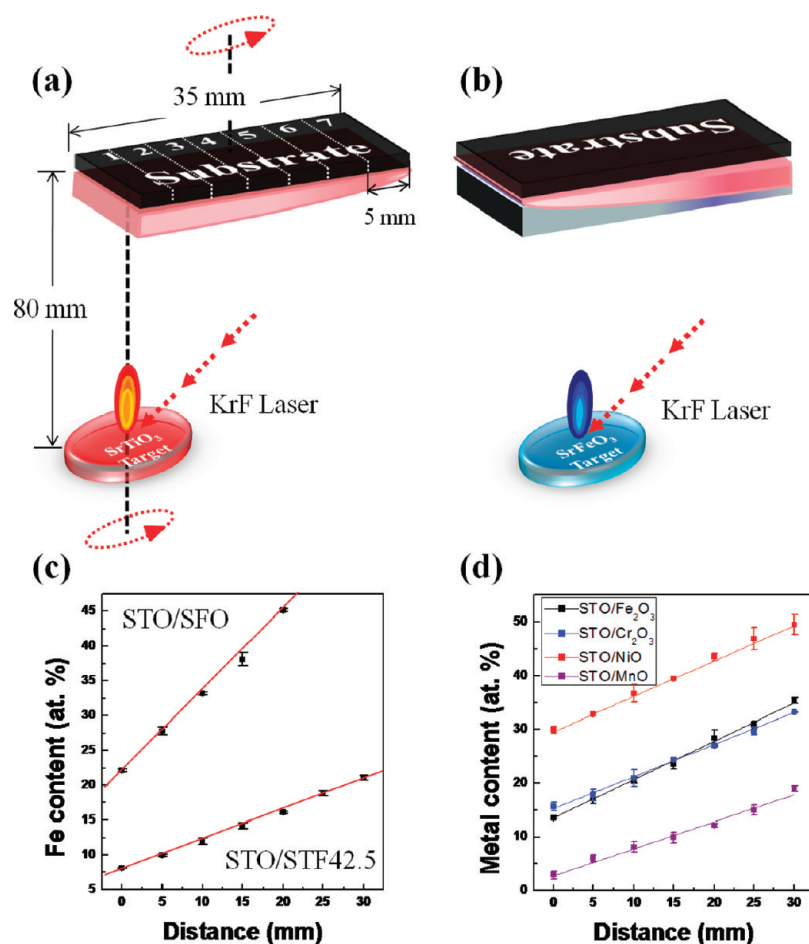 (a)
35 mm
1 2 3 4 5 6 7
Substrate
5 mm
80 mm
KrF Laser
SrTiO₃
Target
(b)
Substrate
KrF Laser
SrFeO₃
Target
(c)
STO/SFO
STO/STF42.5
Fe content (at. %)
45
40
35
30
25
20
15
10
5
0 5 10 15 20 25 30
Distance (mm)
(d)
STO/Fe₂O₃
STO/Cr₂O₃
STO/NiO
STO/MnO
Metal content (at. %)
50
40
30
20
10
0
0 5 10 15 20 25 30
Distance (mm)